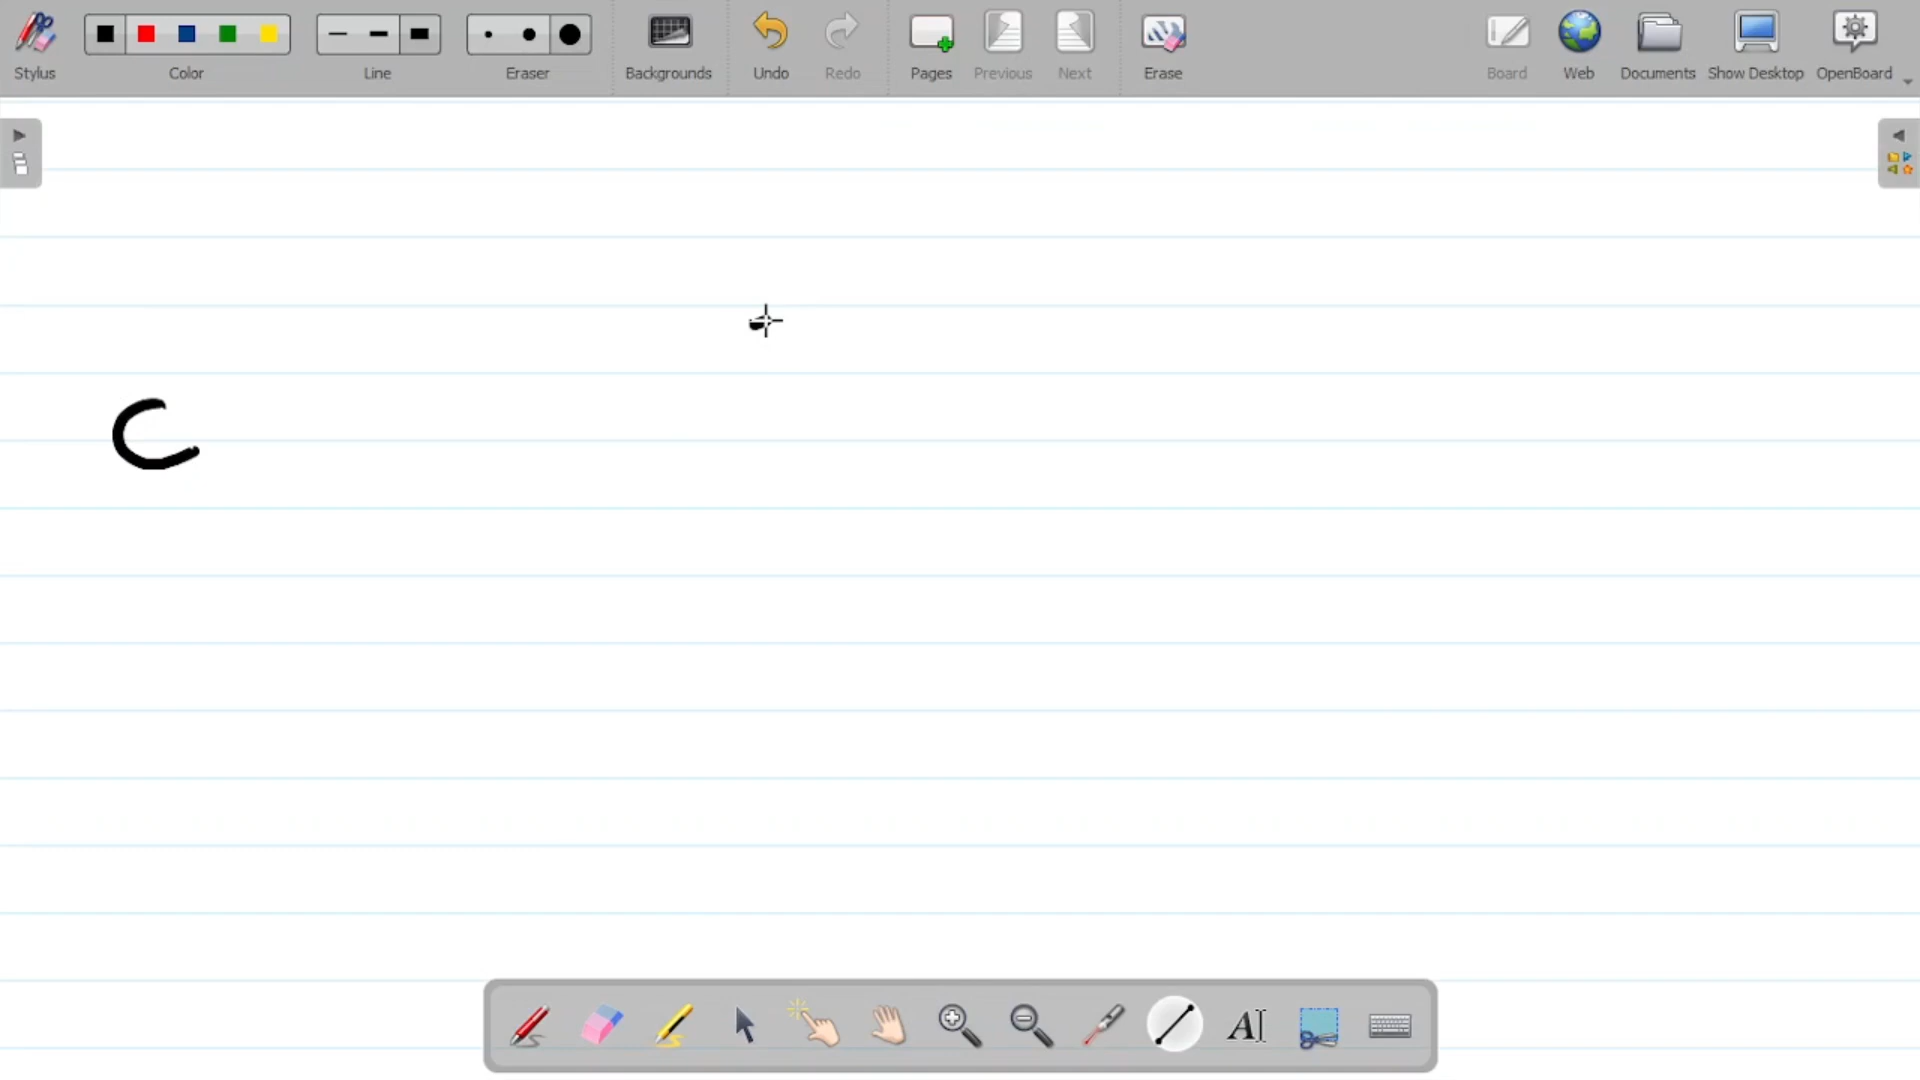 Stylus
Color
Line
Eraser
Backgrounds
Undo
Redo
Pages
Previous
Next
Erase
Board
Web
Documents
Show Desktop
OpenBoard
C